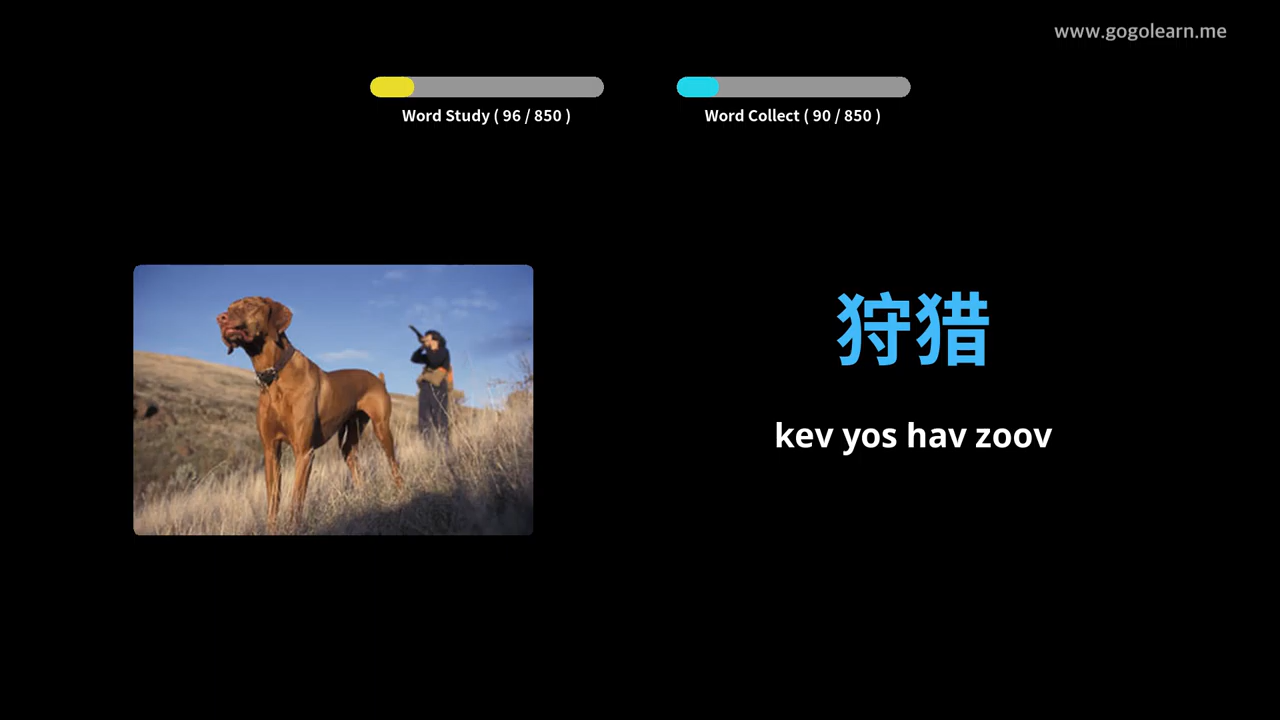 www.gogolearn.me
Word Study ( 96 / 850 )
Word Collect ( 90 / 850 )
狩猎
kev yos hav zoov